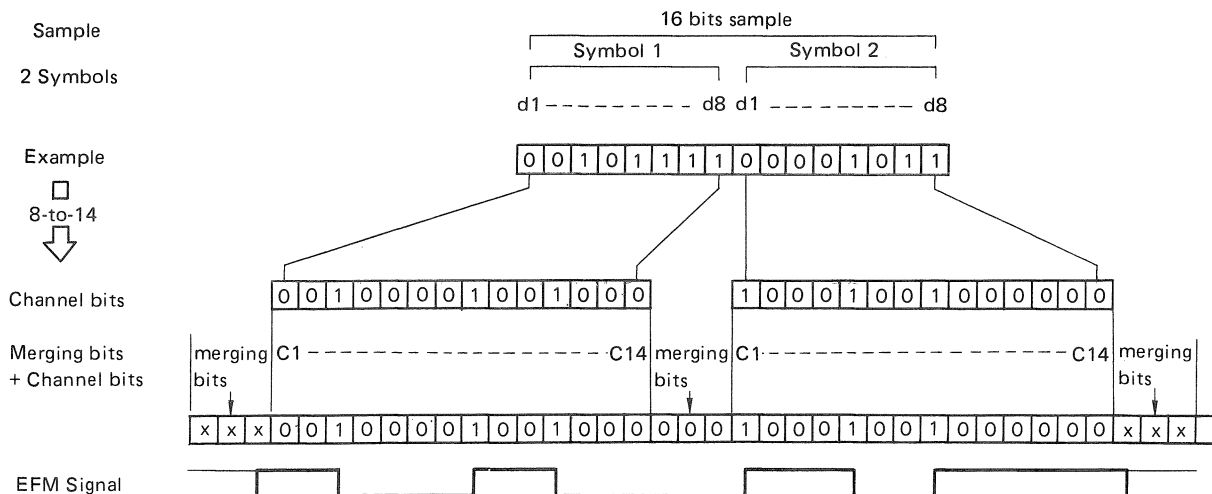 16 bits sample
Sample
Symbol 1 Symbol 2
2 Symbols
d1 d8 d1 d8
Example 0 0 1 0 1 1 1 1 0 0 0 0 1 0 1 1
8-to-14
Channel bits 0 0 1 0 0 0 0 1 0 0 1 0 0 0 1 0 0 0 1 0 0 1 0 0 0 0 0 0
Merging bits merging C1 C14 merging C1 C14 merging
+ Channel bits bits bits bits
x x x 0 0 1 0 0 0 0 1 0 0 1 0 0 0 0 0 0 1 0 0 0 1 0 0 1 0 0 0 0 0 0 x x x
EFM Signal